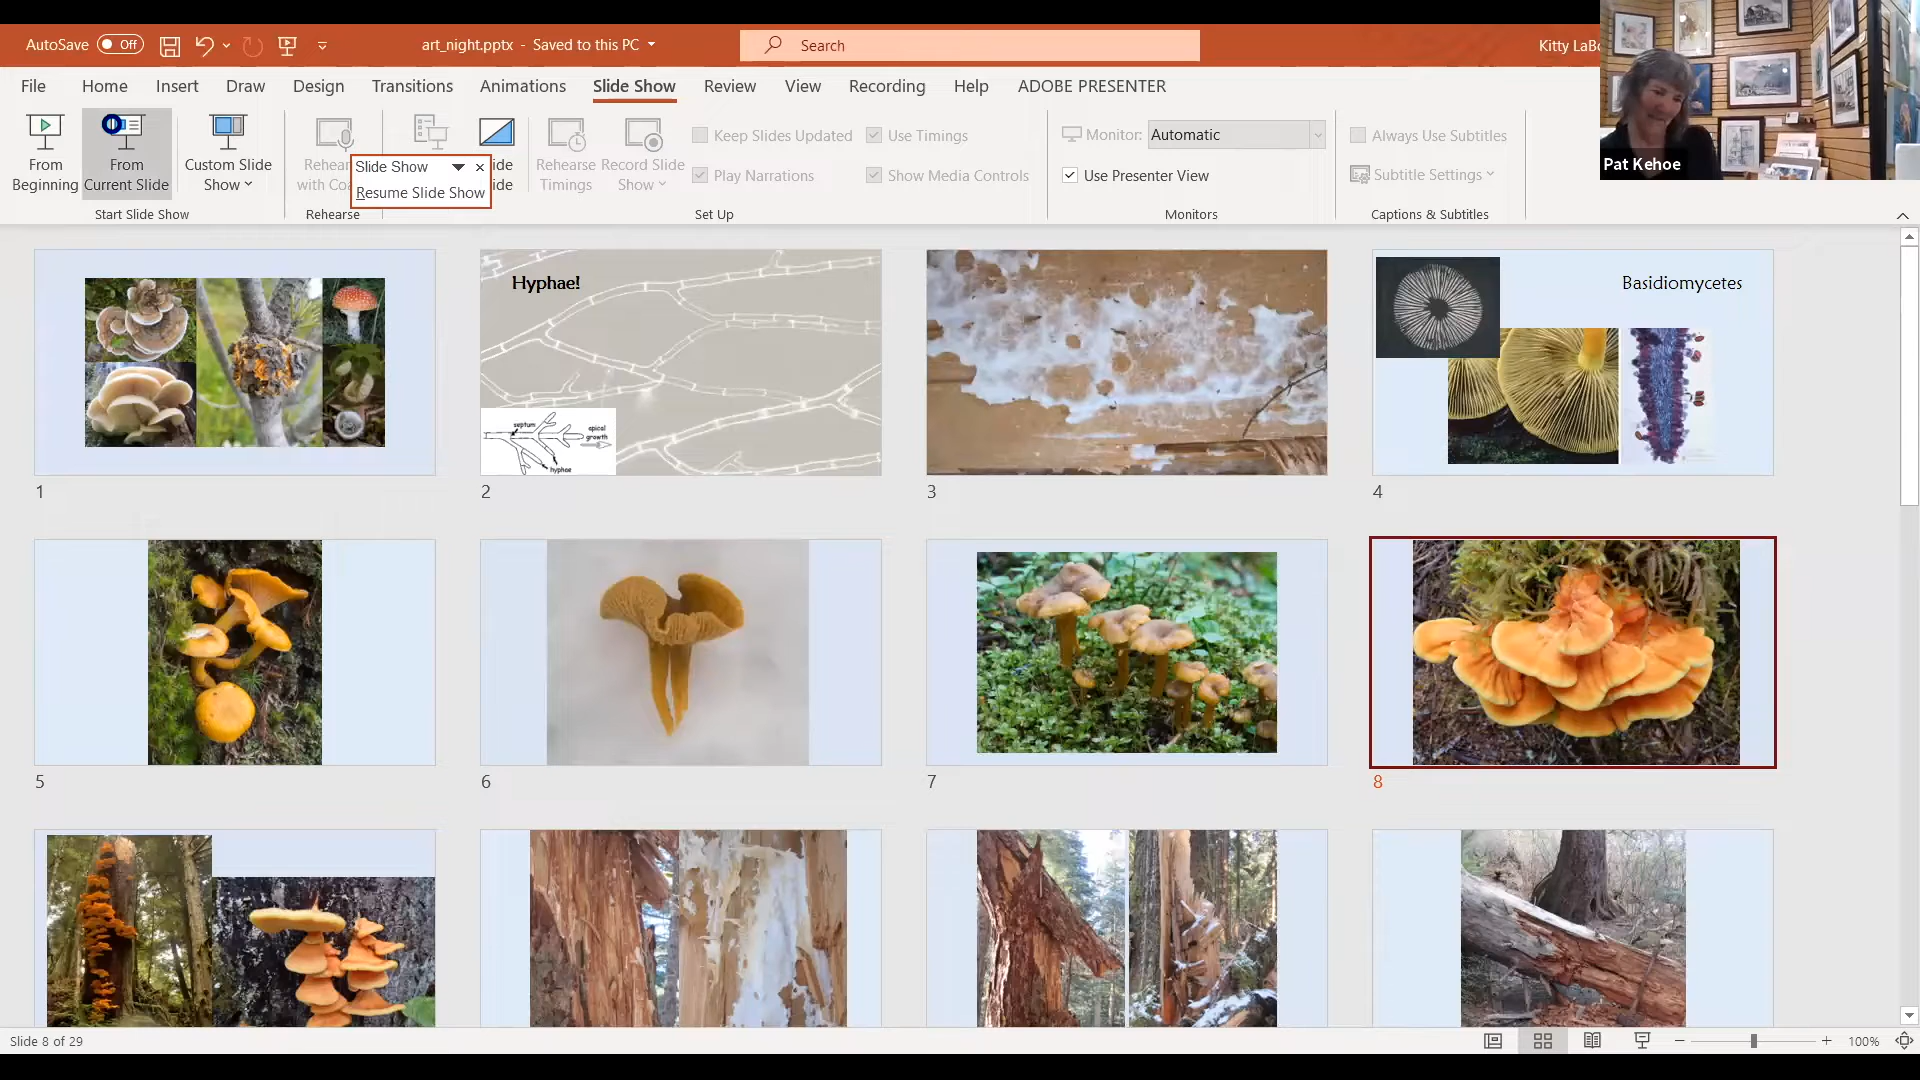 AutoSave Off art_night.pptx - Saved to this PC Search
File Home Insert Draw Design Transitions Animations Slide Show Review View Recording Help ADOBE PRESENTER
From
Beginning
From
Current Slide
Custom Slide
Show
Start Slide Show
Rehearse
Slide Show
Resume Slide Show
Rehearse
Timings
Record Slide
Show
Keep Slides Updated
Play Narrations
Use Timings
Show Media Controls
Set Up
Monitor: Automatic
Use Presenter View
Monitors
Always Use Subtitles
Subtitle Settings
Captions & Subtitles
Pat Kehoe
Hyphae!
septum
apical
growth
hyphae
Basidiomycetes
1
2
3
4
5
6
7
8
Slide 8 of 29
100%